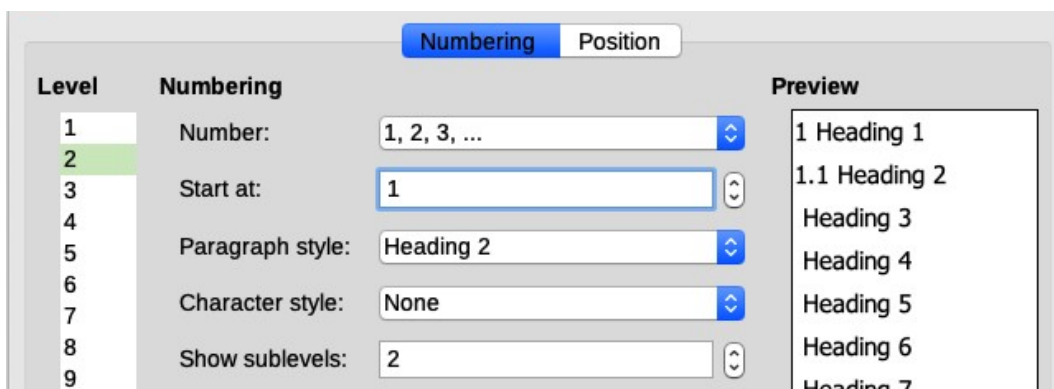 Numbering Position
Level Numbering Preview
1
2
3
4
5
6
7
8
9
Number: 1, 2, 3, ...
Start at: 1
Paragraph style: Heading 2
Character style: None
Show sublevels: 2
1 Heading 1
1.1 Heading 2
Heading 3
Heading 4
Heading 5
Heading 6
Heading 7